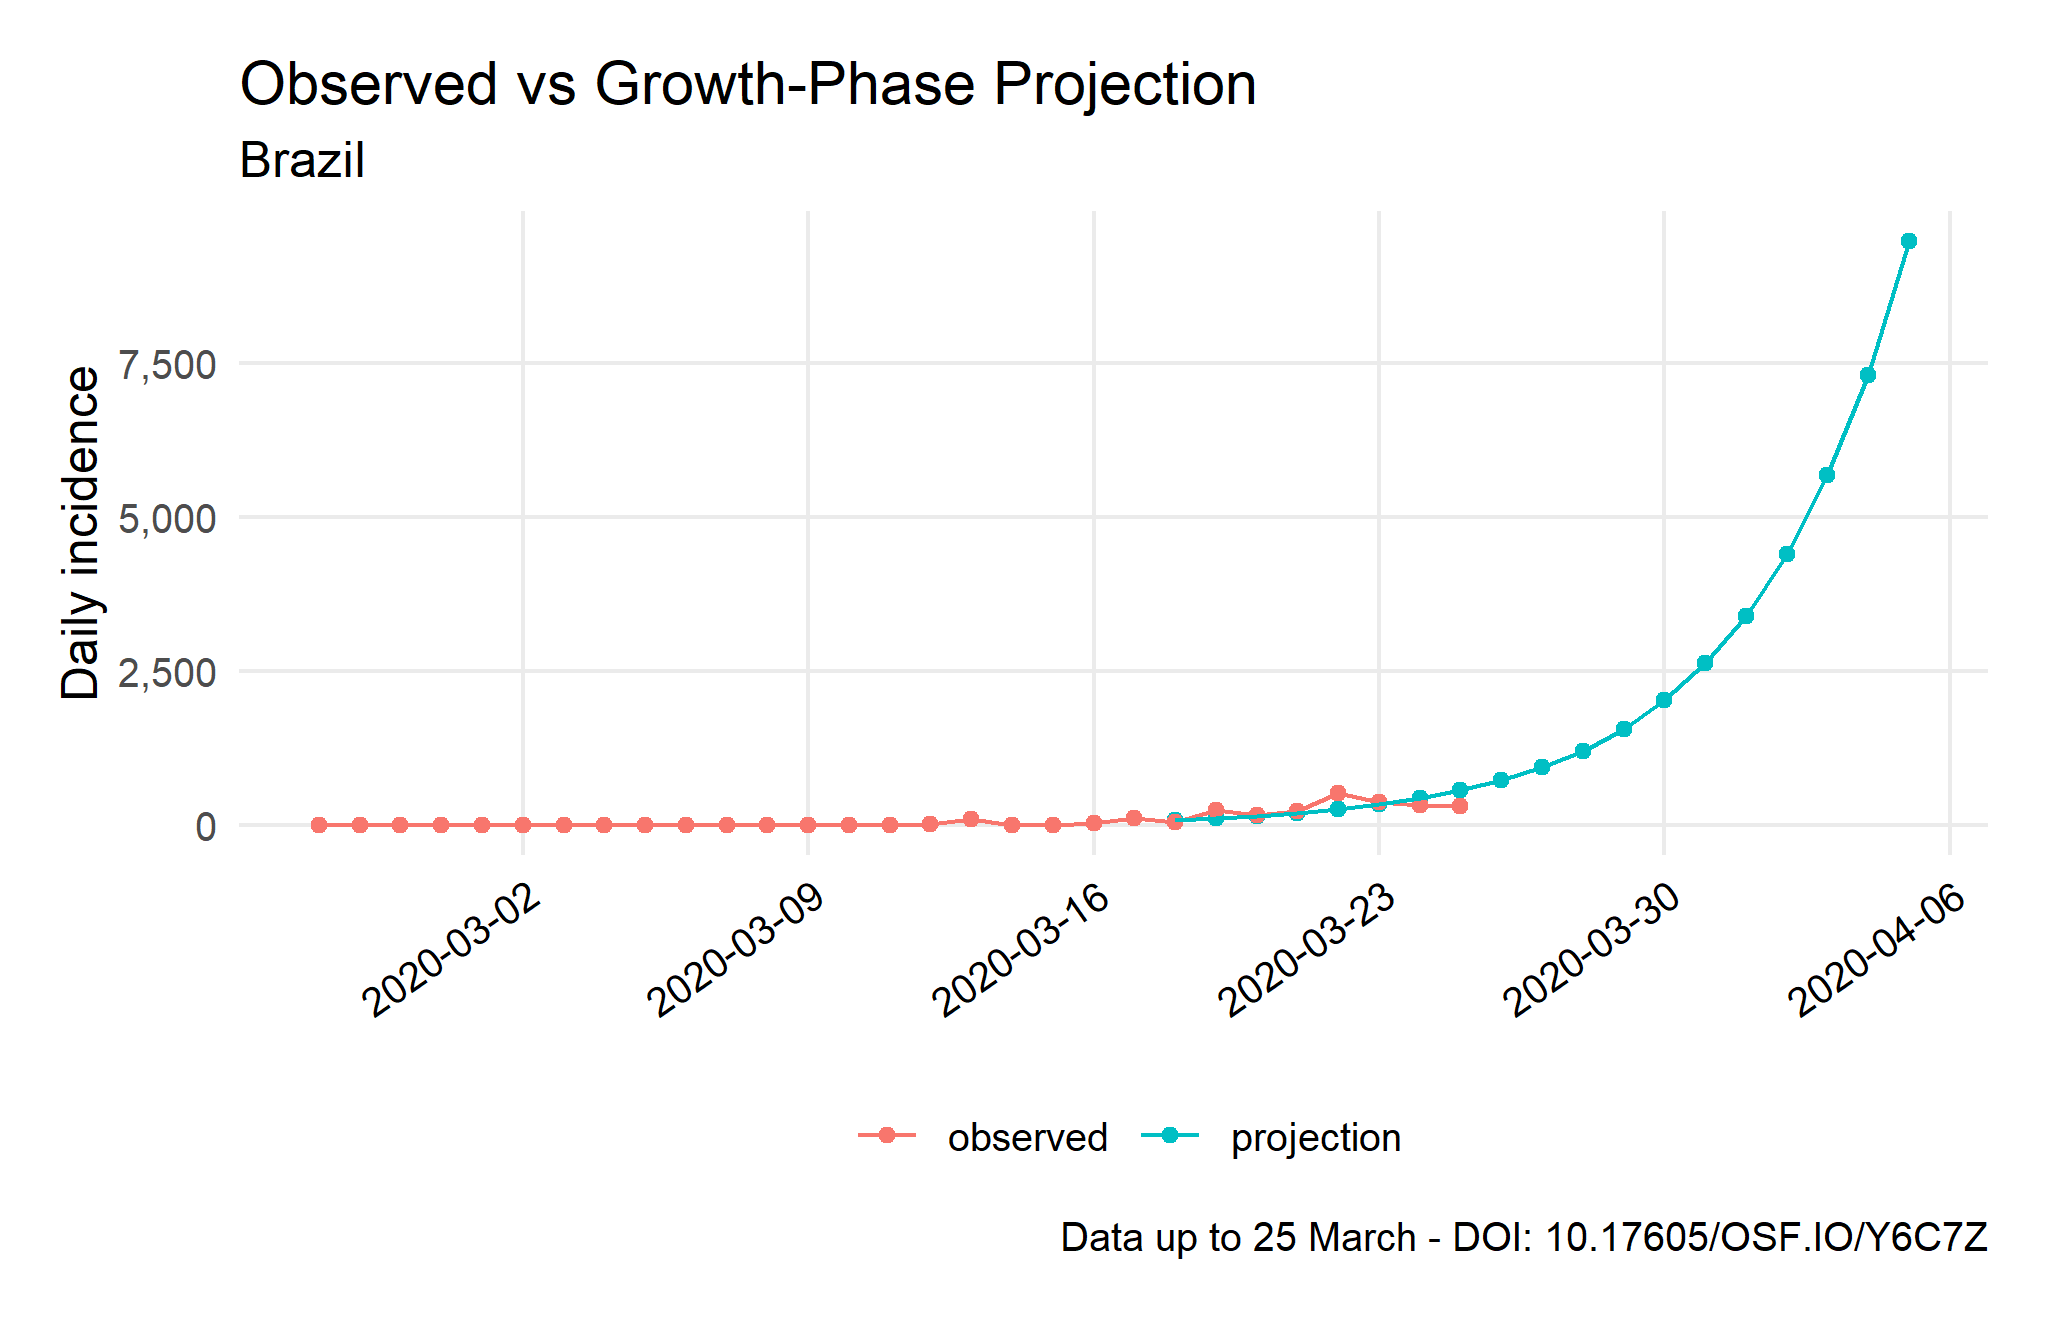 Observed vs Growth-Phase Projection
Brazil
Daily incidence
7,500
5,000
2,500
0
2020-03-02
2020-03-09
2020-03-16
2020-03-23
2020-03-30
2020-04-06
observed
projection
Data up to 25 March - DOI: 10.17605/OSF.IO/Y6C7Z